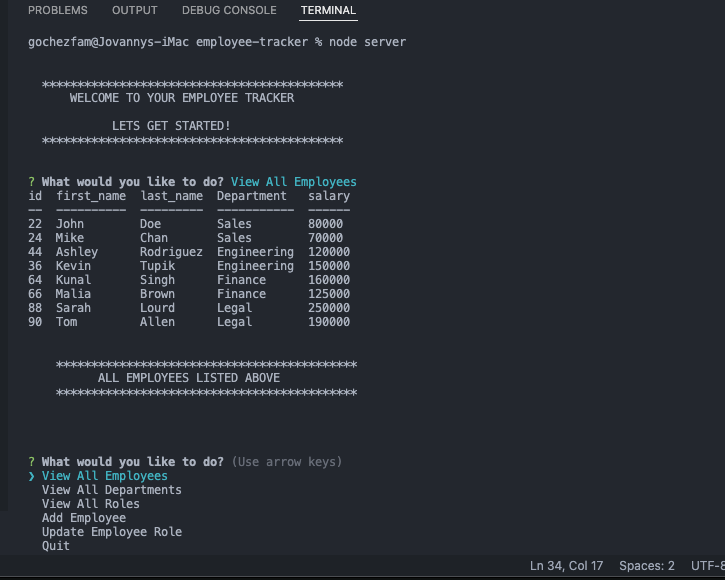 PROBLEMS OUTPUT DEBUG CONSOLE TERMINAL
gochezfam@Jovannys-iMac employee-tracker % node server
*******************************************
WELCOME TO YOUR EMPLOYEE TRACKER
LETS GET STARTED!
*******************************************
? What would you like to do? View All Employees
id first_name last_name Department salary
-- ---------- --------- ----------- ------
22 John Doe Sales 80000
24 Mike Chan Sales 70000
44 Ashley Rodriguez Engineering 120000
36 Kevin Tupik Engineering 150000
64 Kunal Singh Finance 160000
66 Malia Brown Finance 125000
88 Sarah Lourd Legal 250000
90 Tom Allen Legal 190000
*******************************************
ALL EMPLOYEES LISTED ABOVE
*******************************************
? What would you like to do? (Use arrow keys)
❯ View All Employees
View All Departments
View All Roles
Add Employee
Update Employee Role
Quit
Ln 34, Col 17 Spaces: 2 UTF-8